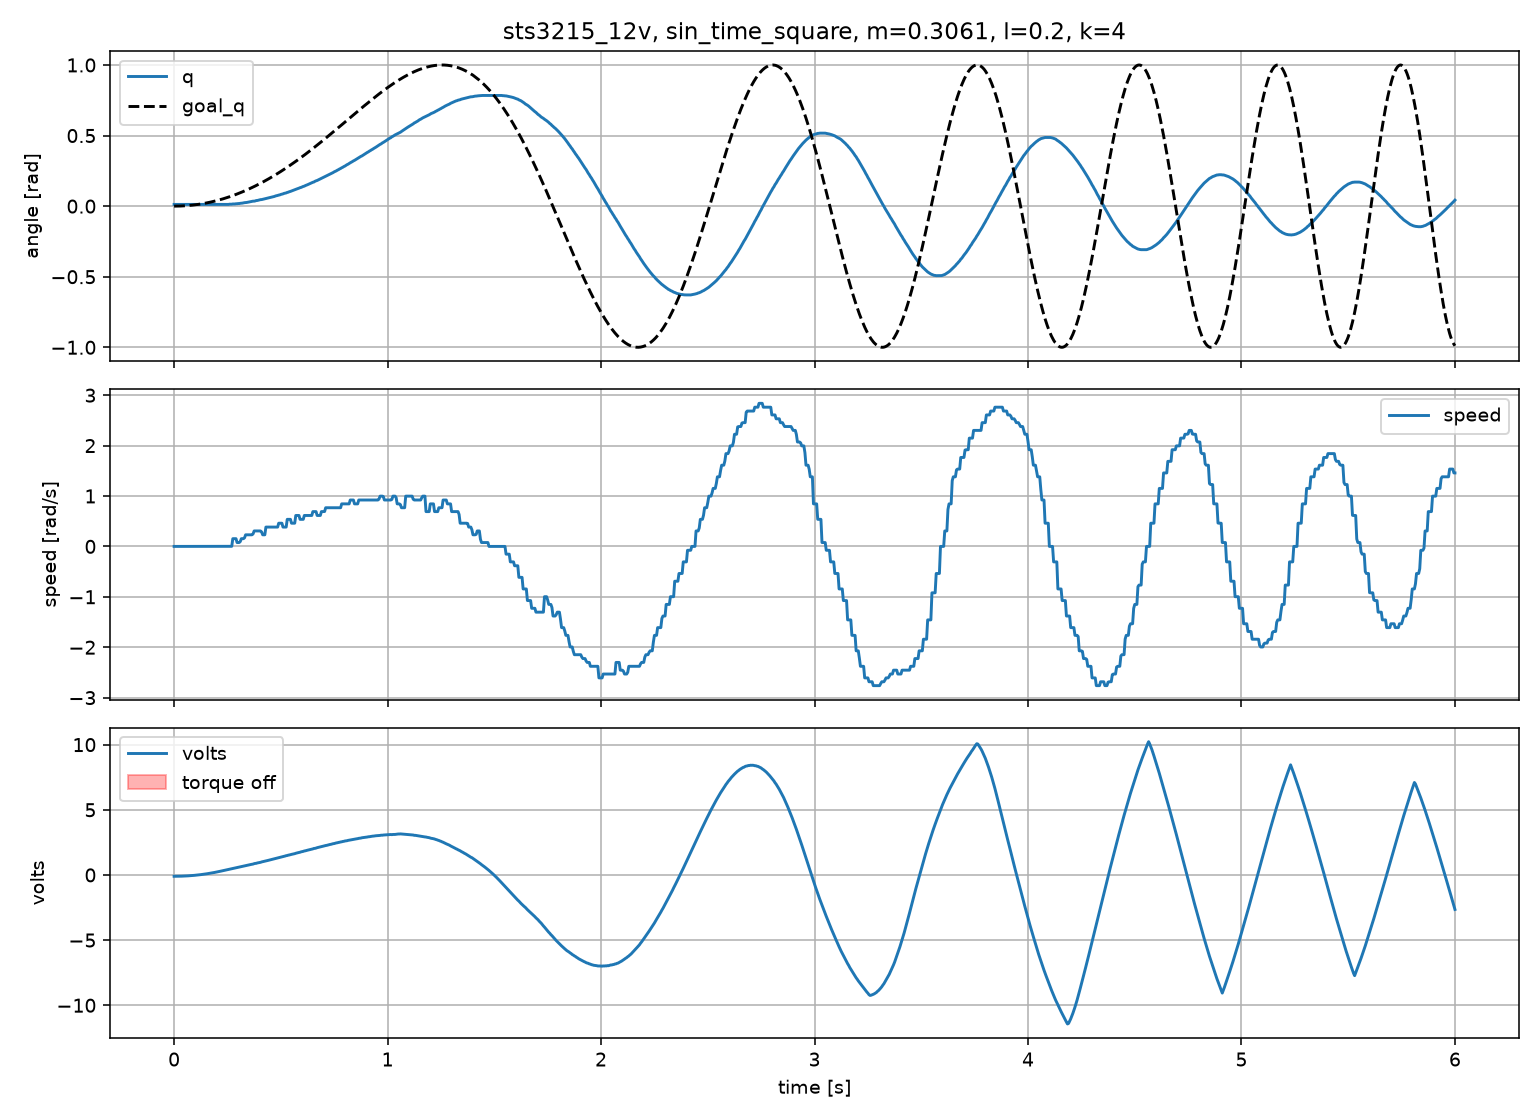 sts3215_12v, sin_time_square, m=0.3061, l=0.2, k=4
1.0
0.5
0.0
−0.5
−1.0
angle [rad]
q
goal_q
3
2
1
0
−1
−2
−3
speed [rad/s]
speed
10
5
0
−5
−10
volts
volts
torque off
0 1 2 3 4 5 6
time [s]